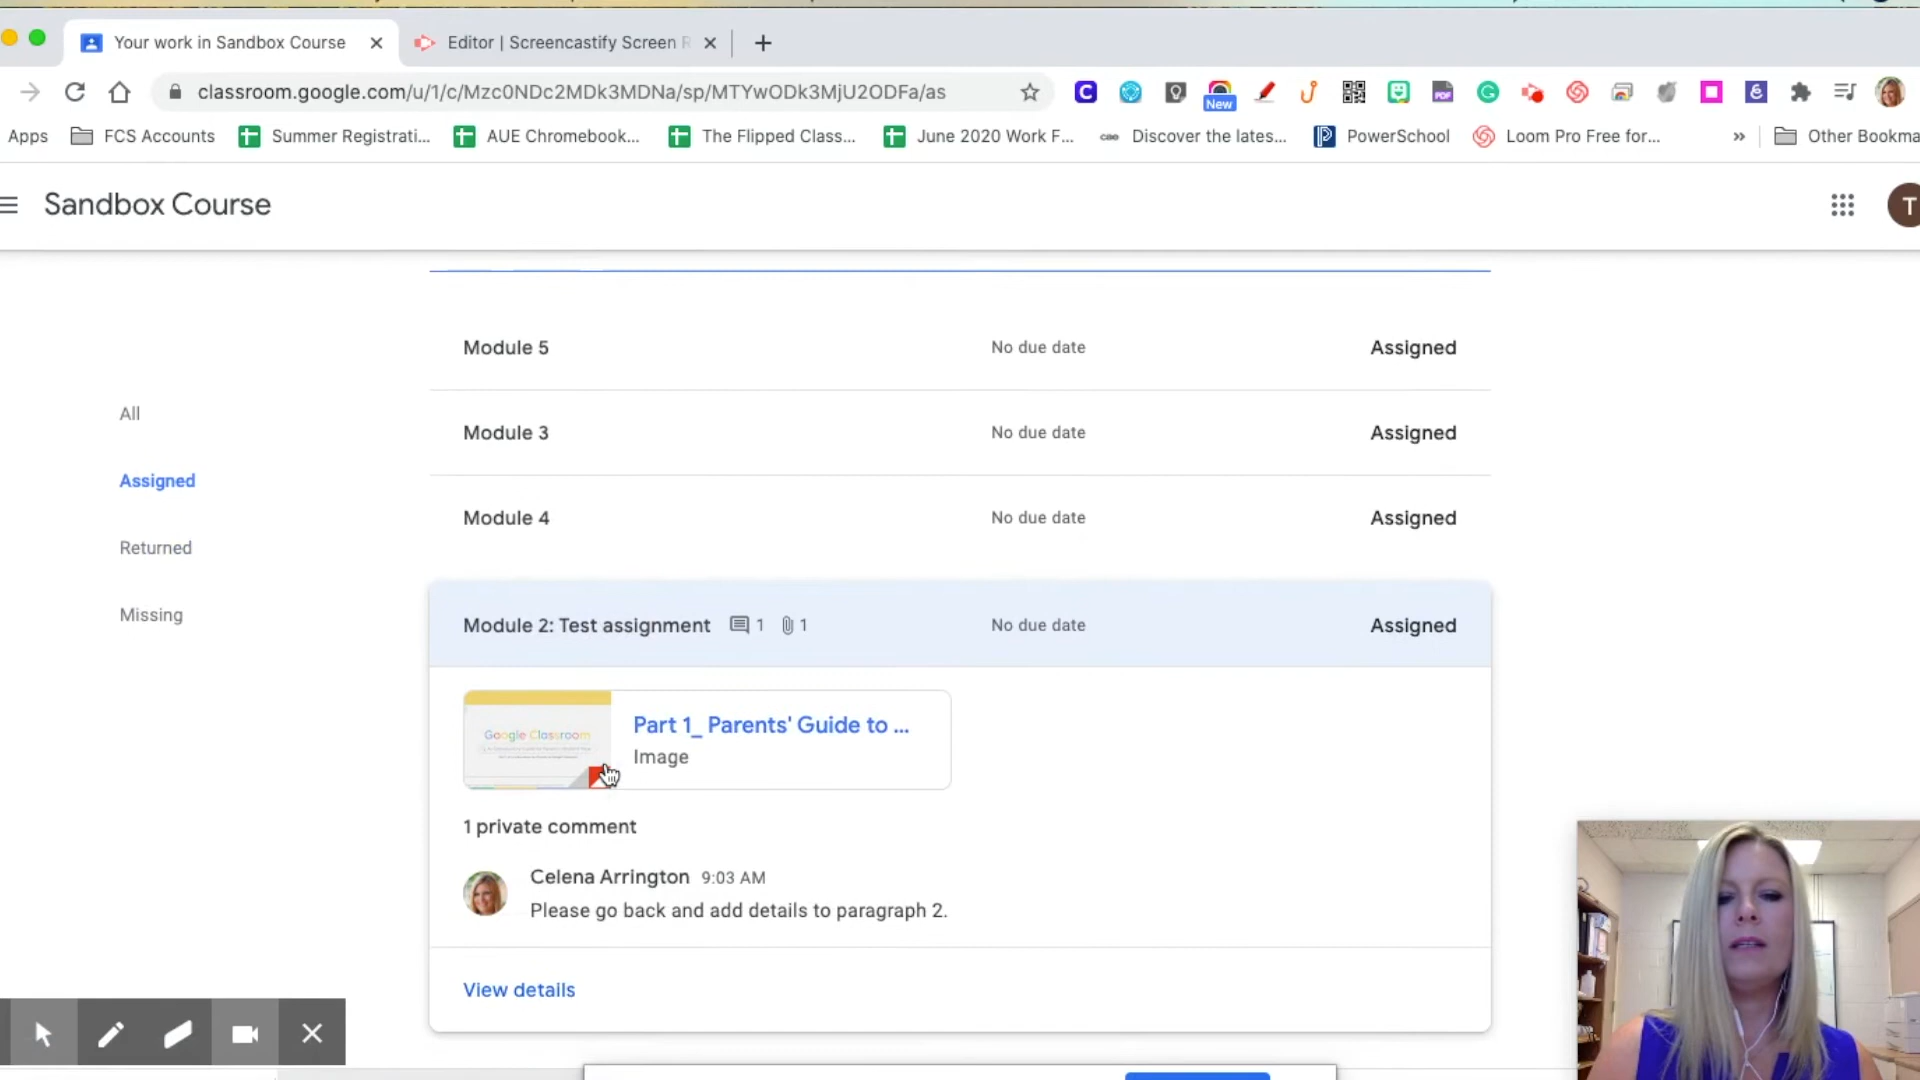 Your work in Sandbox Course
Editor | Screencastify Screen R
classroom.google.com/u/1/c/Mzc0NDc2MDk3MDNa/sp/MTYwODk3MjU2ODFa/as
New
PDF
Apps
FCS Accounts
Summer Registrati...
AUE Chromebook...
The Flipped Class...
June 2020 Work F...
Discover the lates...
PowerSchool
Loom Pro Free for...
»
Other Bookma
Sandbox Course
T
Module 5 No due date Assigned
All
Module 3 No due date Assigned
Assigned
Module 4 No due date Assigned
Returned
Missing
Module 2: Test assignment 1 1 No due date Assigned
Google Classroom
Part 1_ Parents' Guide to ...
Image
1 private comment
Celena Arrington 9:03 AM
Please go back and add details to paragraph 2.
View details